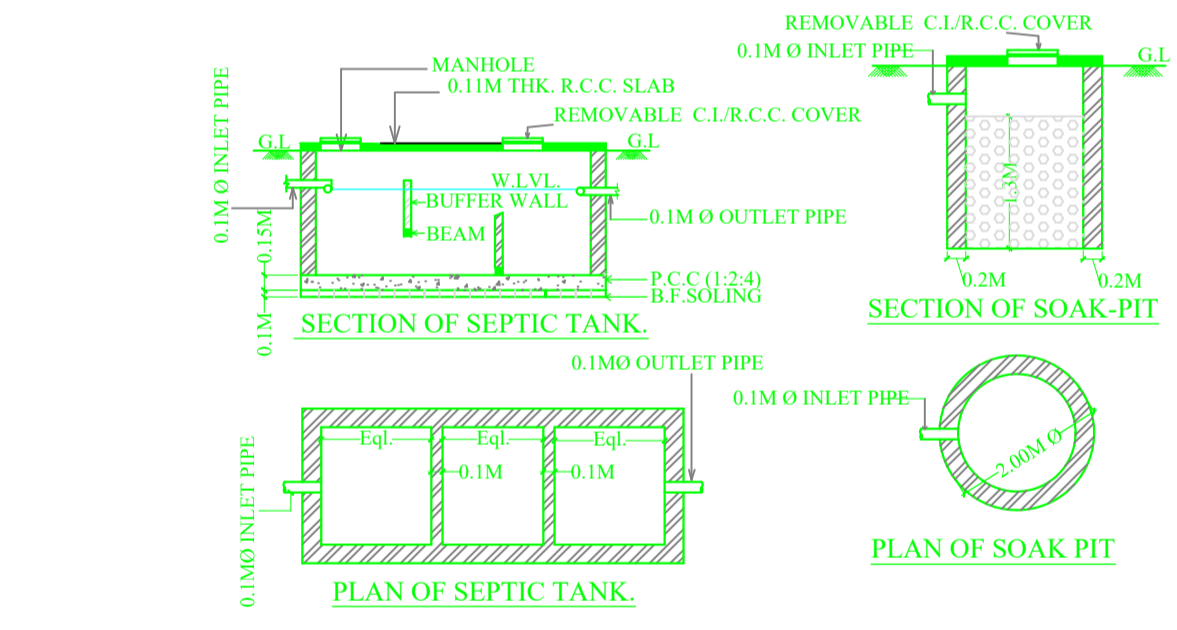 MANHOLE
0.11M THK. R.C.C. SLAB
REMOVABLE C.I./R.C.C. COVER
G.L
G.L
0.1M Ø INLET PIPE
W.LVL.
BUFFER WALL
BEAM
0.1M Ø OUTLET PIPE
0.15M
P.C.C (1:2:4)
B.F.SOLING
0.1M
SECTION OF SEPTIC TANK.
REMOVABLE C.I./R.C.C. COVER
0.1M Ø INLET PIPE
G.L
1.3M
0.2M
0.2M
SECTION OF SOAK-PIT
0.1MØ OUTLET PIPE
Eql.
Eql.
Eql.
0.1M
0.1M
0.1MØ INLET PIPE
PLAN OF SEPTIC TANK.
0.1M Ø INLET PIPE
2.00M Ø
PLAN OF SOAK PIT